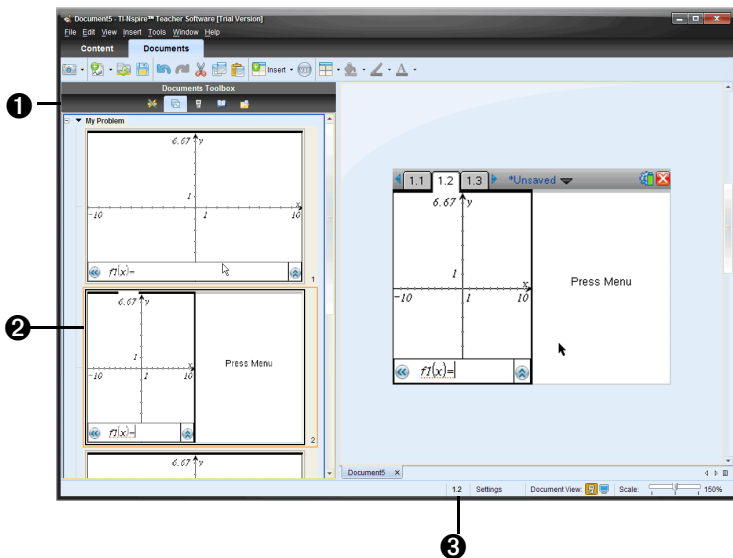 Document5 - TI-Nspire™ Teacher Software [Trial Version]
File Edit View Insert Tools Window Help
Content Documents
Insert
Documents Toolbox
❶
My Problem
6.67 y
1
x
-10 1 10
f1(x)=
1
❷
6.67 y
1
x
-10 1 10
Press Menu
f1(x)=
2
6.67 y
1.1 1.2 1.3 *Unsaved
6.67 y
1
x
-10 1 10
Press Menu
f1(x)=
Document5 X
1.2 Settings Document View: Scale: 150%
❸